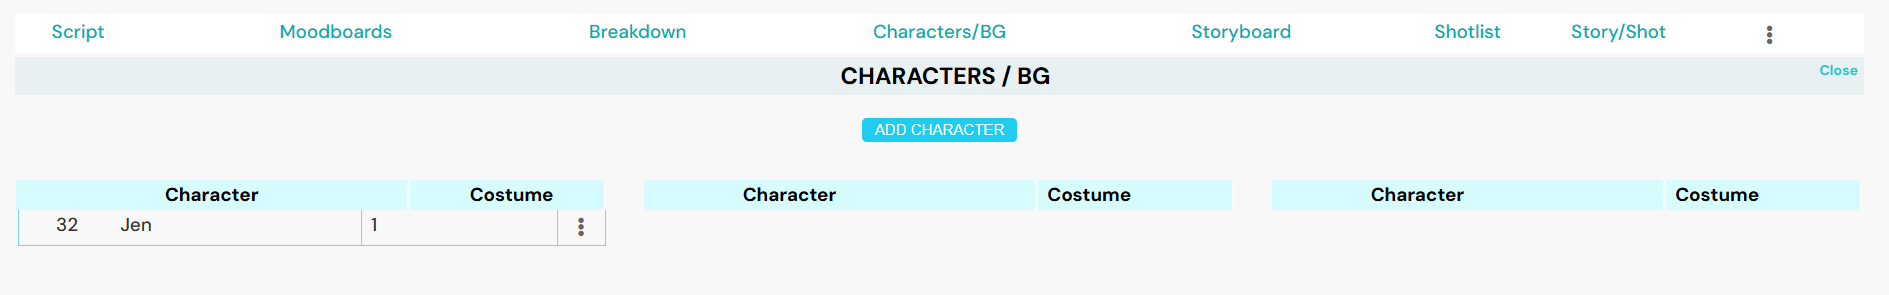 Script Moodboards Breakdown Characters/BG Storyboard Shotlist Story/Shot
CHARACTERS / BG Close
ADD CHARACTER
Character Costume Character Costume Character Costume
32 Jen 1